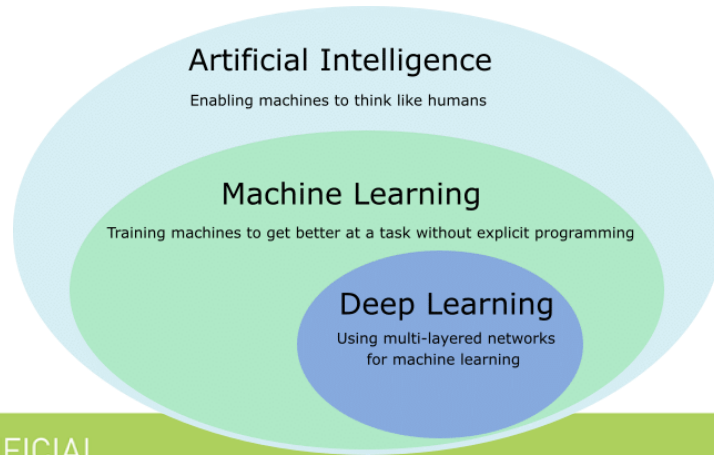 Artificial Intelligence
Enabling machines to think like humans
Machine Learning
Training machines to get better at a task without explicit programming
Deep Learning
Using multi-layered networks
for machine learning